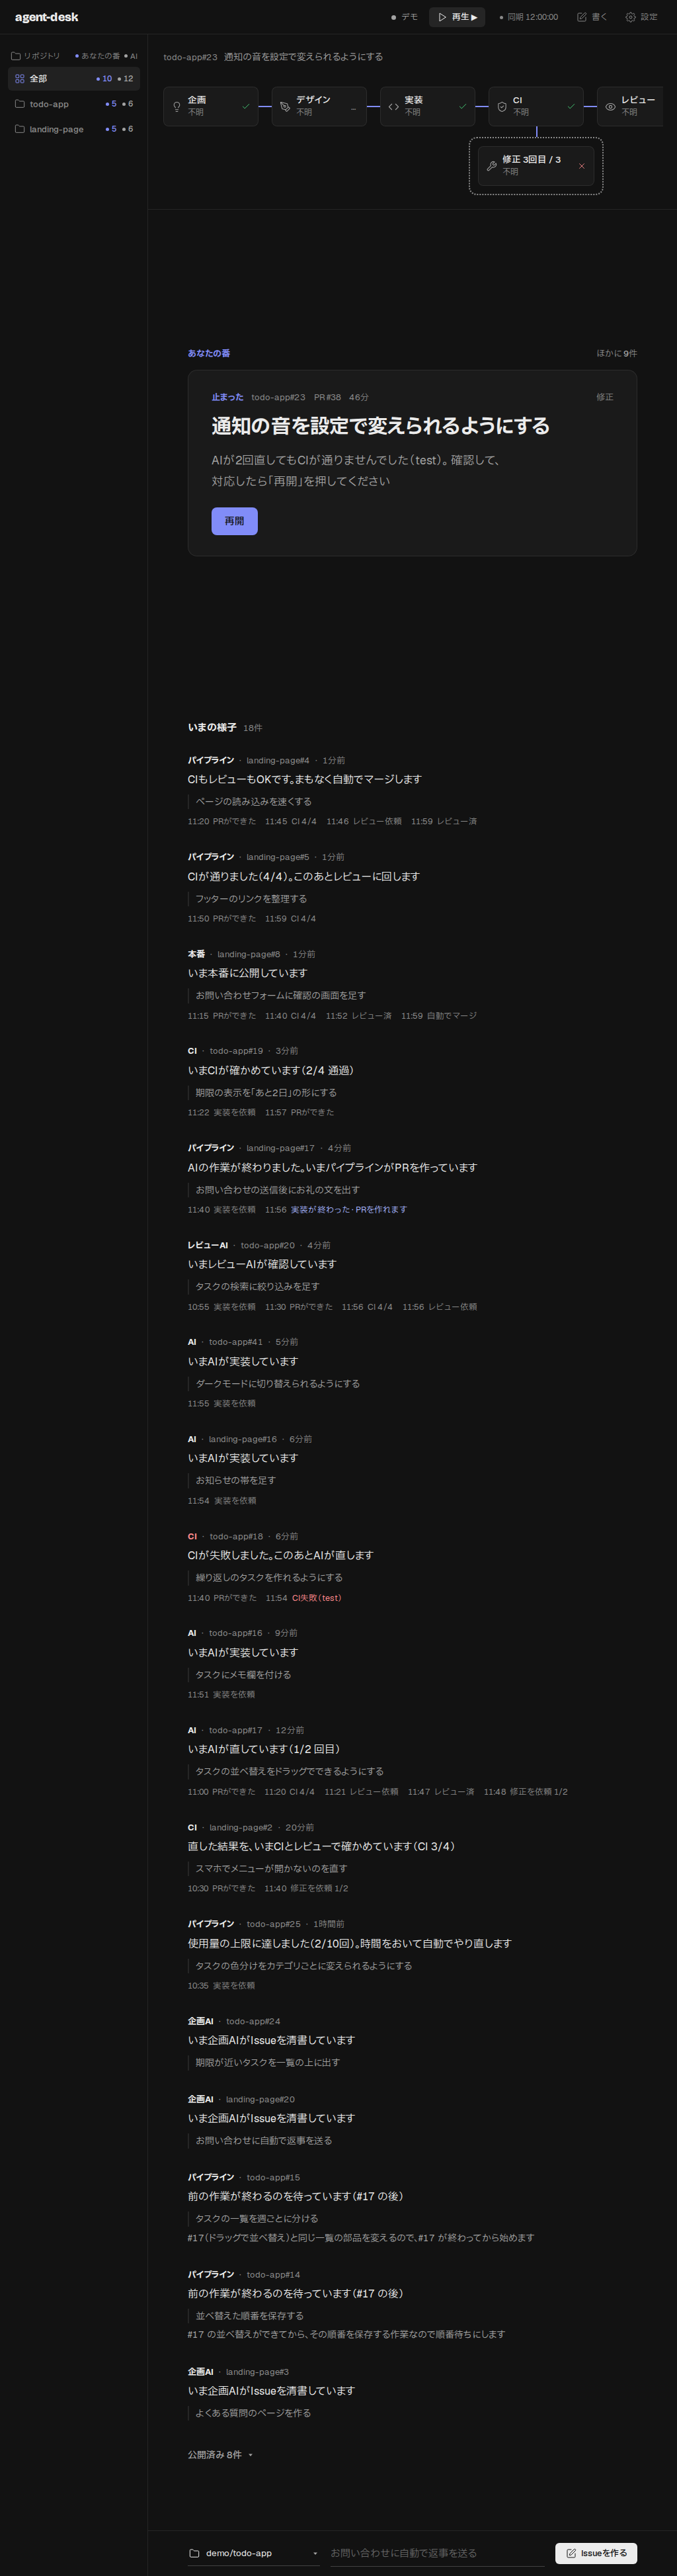 agent-desk
デモ
再生 ▶
同期 12:00:00
書く
設定
リポジトリ
あなたの番 AI
全部 10 12
todo-app 5 6
landing-page 5 6
todo-app#23 通知の音を設定で変えられるようにする
企画
不明
デザイン
不明
実装
不明
CI
不明
レビュー
不明
修正 3回目 / 3
不明
あなたの番
ほかに 9件
止まった todo-app#23 PR #38 46分
修正
通知の音を設定で変えられるようにする
AIが2回直してもCIが通りませんでした(test)。確認して、
対応したら「再開」を押してください
再開
いまの様子 18件
パイプライン · landing-page#4 · 1分前
CIもレビューもOKです。まもなく自動でマージします
ページの読み込みを速くする
11:20 PRができた 11:45 CI 4/4 11:46 レビュー依頼 11:59 レビュー済
パイプライン · landing-page#5 · 1分前
CIが通りました(4/4)。このあとレビューに回します
フッターのリンクを整理する
11:50 PRができた 11:59 CI 4/4
本番 · landing-page#8 · 1分前
いま本番に公開しています
お問い合わせフォームに確認の画面を足す
11:15 PRができた 11:40 CI 4/4 11:52 レビュー済 11:59 自動でマージ
CI · todo-app#19 · 3分前
いまCIが確かめています(2/4 通過)
期限の表示を「あと2日」の形にする
11:22 実装を依頼 11:57 PRができた
パイプライン · landing-page#17 · 4分前
AIの作業が終わりました。いまパイプラインがPRを作っています
お問い合わせの送信後にお礼の文を出す
11:40 実装を依頼 11:56 実装が終わった · PRを作れます
レビューAI · todo-app#20 · 4分前
いまレビューAIが確認しています
タスクの検索に絞り込みを足す
10:55 実装を依頼 11:30 PRができた 11:56 CI 4/4 11:56 レビュー依頼
AI · todo-app#41 · 5分前
いまAIが実装しています
ダークモードに切り替えられるようにする
11:55 実装を依頼
AI · landing-page#16 · 6分前
いまAIが実装しています
お知らせの帯を足す
11:54 実装を依頼
CI · todo-app#18 · 6分前
CIが失敗しました。このあとAIが直します
繰り返しのタスクを作れるようにする
11:40 PRができた 11:54 CI失敗(test)
AI · todo-app#16 · 9分前
いまAIが実装しています
タスクにメモ欄を付ける
11:51 実装を依頼
AI · todo-app#17 · 12分前
いまAIが直しています(1/2 回目)
タスクの並べ替えをドラッグでできるようにする
11:00 PRができた 11:20 CI 4/4 11:21 レビュー依頼 11:47 レビュー済 11:48 修正を依頼 1/2
CI · landing-page#2 · 20分前
直した結果を、いまCIとレビューで確かめています(CI 3/4)
スマホでメニューが開かないのを直す
10:30 PRができた 11:40 修正を依頼 1/2
パイプライン · todo-app#25 · 1時間前
使用量の上限に達しました(2/10回)。時間をおいて自動でやり直します
タスクの色分けをカテゴリごとに変えられるようにする
10:35 実装を依頼
企画AI · todo-app#24
いま企画AIがIssueを清書しています
期限が近いタスクを一覧の上に出す
企画AI · landing-page#20
いま企画AIがIssueを清書しています
お問い合わせに自動で返事を送る
パイプライン · todo-app#15
前の作業が終わるのを待っています(#17 の後)
タスクの一覧を週ごとに分ける
#17(ドラッグで並べ替え)と同じ一覧の部品を変えるので、#17 が終わってから始めます
パイプライン · todo-app#14
前の作業が終わるのを待っています(#17 の後)
並べ替えた順番を保存する
#17 の並べ替えができてから、その順番を保存する作業なので順番待ちにします
企画AI · landing-page#3
いま企画AIがIssueを清書しています
よくある質問のページを作る
公開済み 8件
demo/todo-app
お問い合わせに自動で返事を送る
Issueを作る